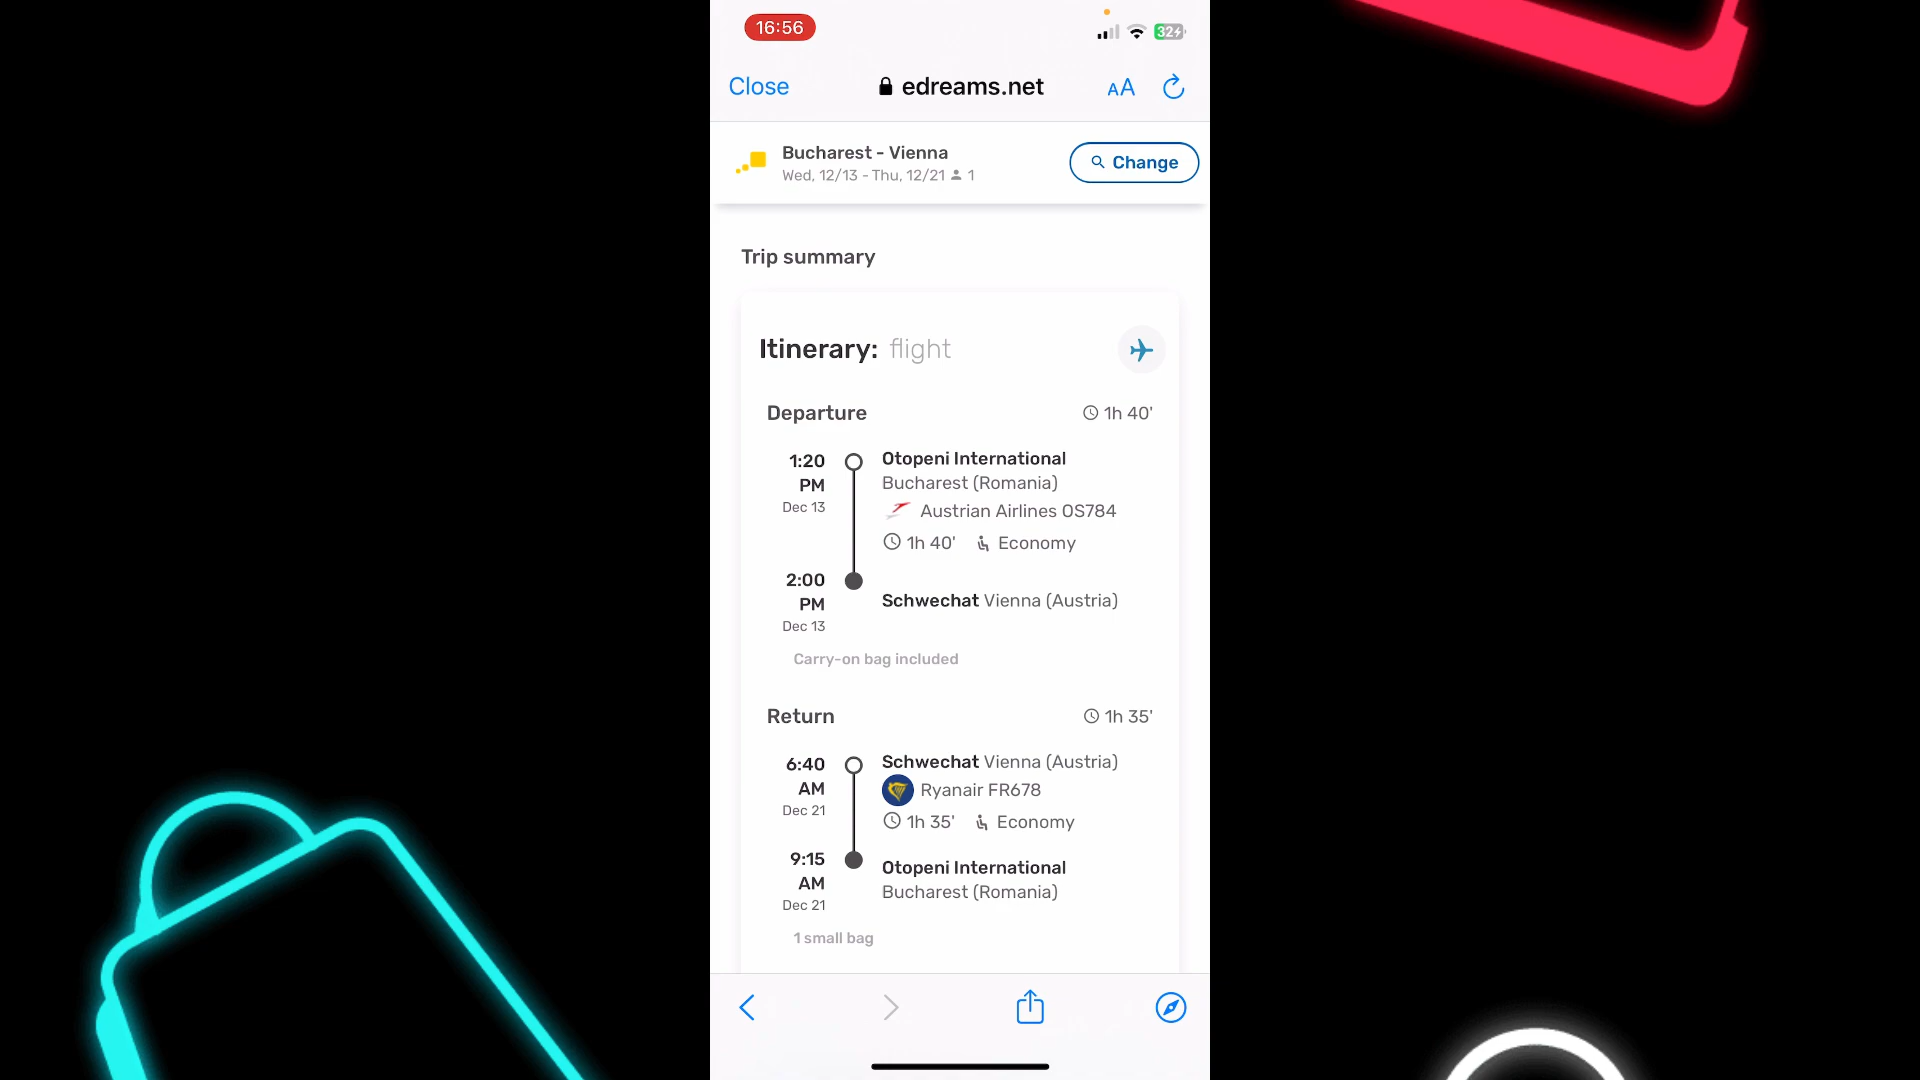 16:56
32
Close
edreams.net
AA
Bucharest - Vienna
Wed, 12/13 - Thu, 12/21 1
Change
Trip summary
Itinerary: flight
Departure
1h 40'
1:20
PM
Dec 13
Otopeni International
Bucharest (Romania)
Austrian Airlines OS784
1h 40' Economy
2:00
PM
Dec 13
Schwechat Vienna (Austria)
Carry-on bag included
Return
1h 35'
6:40
AM
Dec 21
Schwechat Vienna (Austria)
Ryanair FR678
1h 35' Economy
9:15
AM
Dec 21
Otopeni International
Bucharest (Romania)
1 small bag